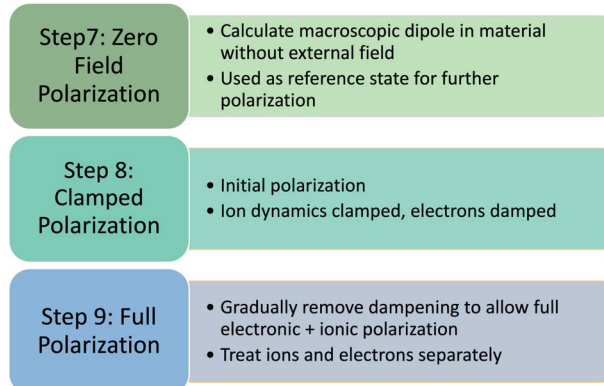 Step7: Zero
Field
Polarization
• Calculate macroscopic dipole in material
without external field
• Used as reference state for further
polarization
Step 8:
Clamped
Polarization
• Initial polarization
• Ion dynamics clamped, electrons damped
Step 9: Full
Polarization
• Gradually remove dampening to allow full
electronic + ionic polarization
• Treat ions and electrons separately